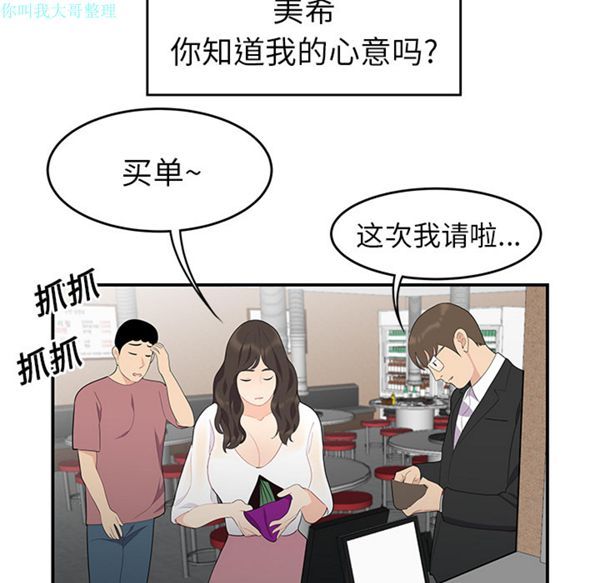 你叫我大哥整理
美希
你知道我的心意吗?
买单~
这次我请啦...
抓抓
抓抓